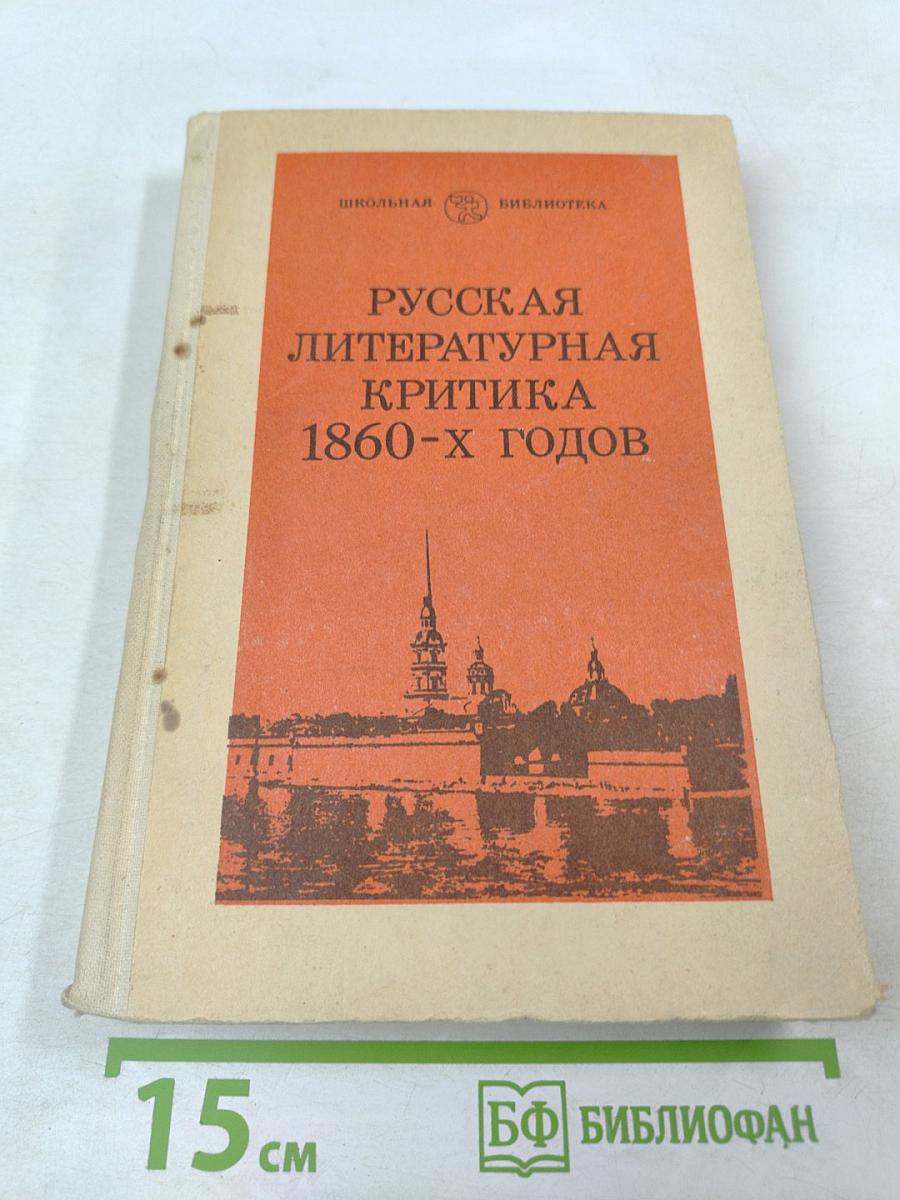 ШКОЛЬНАЯ БИБЛИОТЕКА
РУССКАЯ
ЛИТЕРАТУРНАЯ
КРИТИКА
1860-Х ГОДОВ
15 см
БФ БИБЛИОФАН